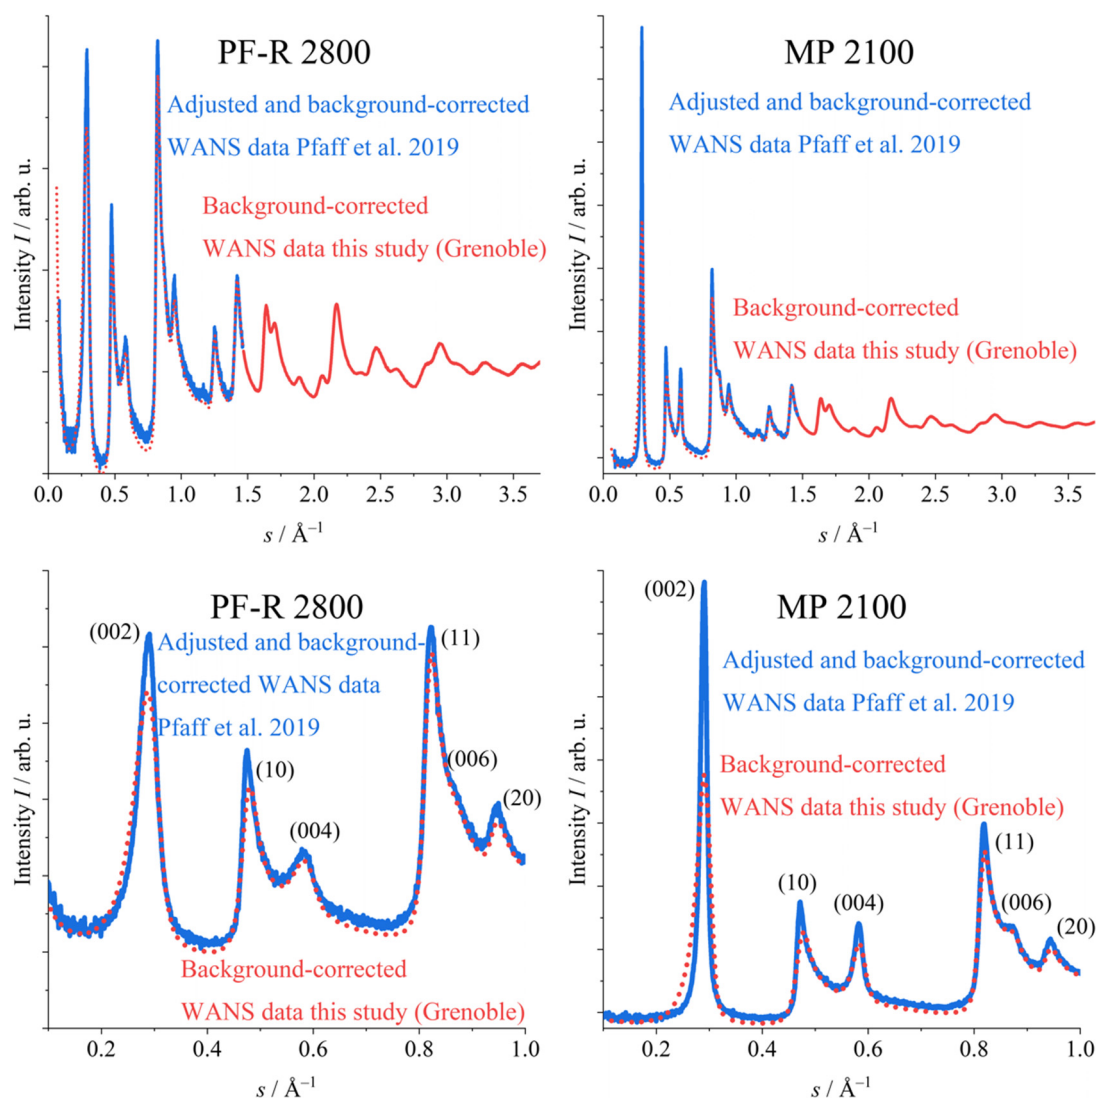 PF-R 2800
Adjusted and background-corrected
WANS data Pfaff et al. 2019
Background-corrected
WANS data this study (Grenoble)
Intensity I / arb. u.
0.0 0.5 1.0 1.5 2.0 2.5 3.0 3.5
s / Å⁻¹
MP 2100
Adjusted and background-corrected
WANS data Pfaff et al. 2019
Background-corrected
WANS data this study (Grenoble)
Intensity I / arb. u.
0.0 0.5 1.0 1.5 2.0 2.5 3.0 3.5
s / Å⁻¹
PF-R 2800
(002)
Adjusted and background-
corrected WANS data
Pfaff et al. 2019
(11)
(10)
(006)
(004)
(20)
Background-corrected
WANS data this study (Grenoble)
Intensity I / arb. u.
0.2 0.4 0.6 0.8 1.0
s / Å⁻¹
(002)
MP 2100
Adjusted and background-corrected
WANS data Pfaff et al. 2019
Background-corrected
WANS data this study (Grenoble)
(11)
(10)
(004)
(006)
(20)
Intensity I / arb. u.
0.2 0.4 0.6 0.8 1.0
s / Å⁻¹